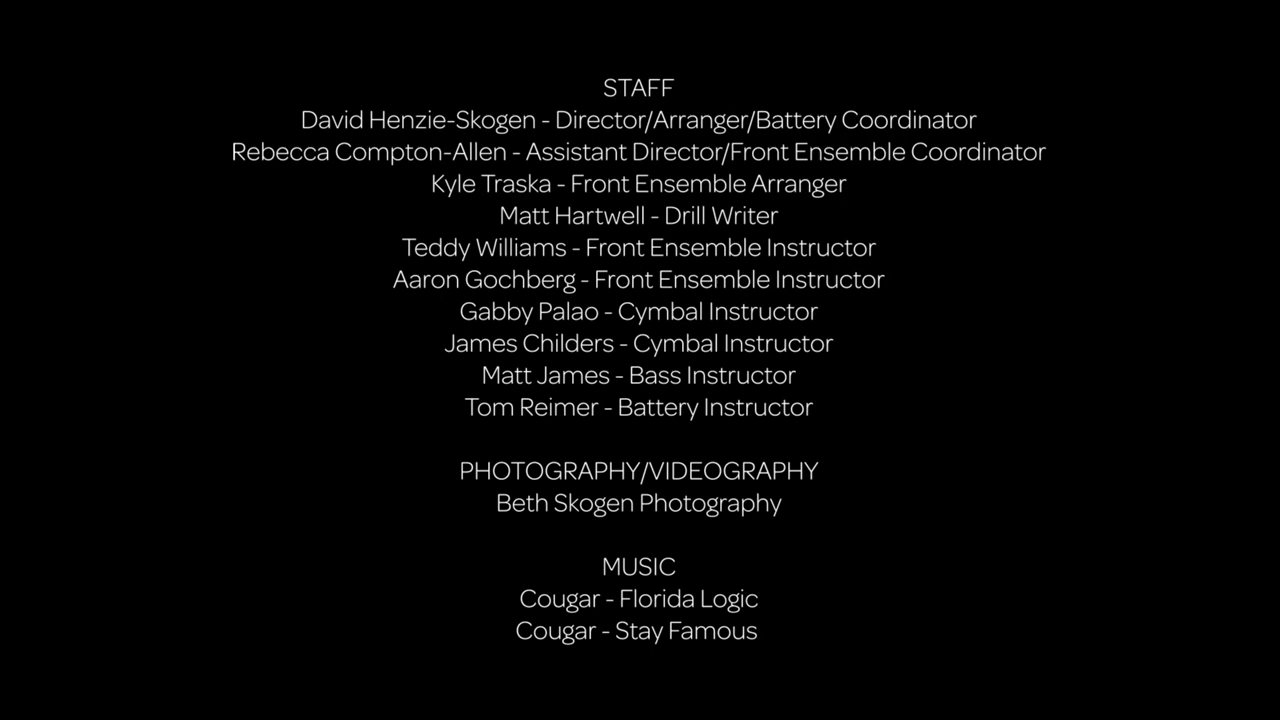 STAFF
David Henzie-Skogen - Director/Arranger/Battery Coordinator
Rebecca Compton-Allen - Assistant Director/Front Ensemble Coordinator
Kyle Traska - Front Ensemble Arranger
Matt Hartwell - Drill Writer
Teddy Williams - Front Ensemble Instructor
Aaron Gochberg - Front Ensemble Instructor
Gabby Palao - Cymbal Instructor
James Childers - Cymbal Instructor
Matt James - Bass Instructor
Tom Reimer - Battery Instructor
PHOTOGRAPHY/VIDEOGRAPHY
Beth Skogen Photography
MUSIC
Cougar - Florida Logic
Cougar - Stay Famous